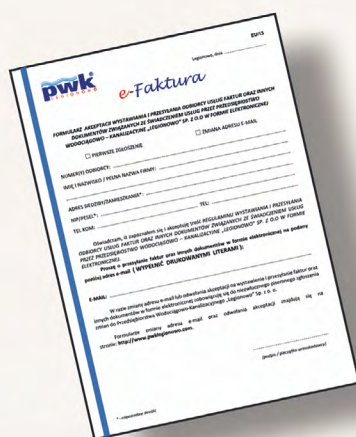 EU/13
Legionowo, dnia
pwk
LEGIONOWO
e-Faktura
FORMULARZ AKCEPTACJI WYSTAWIANIA I PRZESYŁANIA ODBIORCY USŁUG FAKTUR ORAZ INNYCH
DOKUMENTÓW ZWIĄZANYCH ZE ŚWIADCZENIEM USŁUG PRZEZ PRZEDSIĘBIORSTWO
WODOCIĄGOWO – KANALIZACYJNE „LEGIONOWO" SP. Z O.O W FORMIE ELEKTRONICZNEJ
☐ PIERWSZE ZGŁOSZENIE ☐ ZMIANA ADRESU E-MAIL
NUMER(Y) ODBIORCY:
IMIĘ I NAZWISKO / PEŁNA NAZWA FIRMY:
ADRES SIEDZIBY/ZAMIESZKANIA*:
NIP/PESEL*:
TEL. KOM: TEL:
Oświadczam, iż zapoznałem się i akceptuję treść REGULAMINU WYSTAWIANIA I PRZESYŁANIA
ODBIORCY USŁUG FAKTUR ORAZ INNYCH DOKUMENTÓW ZWIĄZANYCH ZE ŚWIADCZENIEM USŁUG
PRZEZ PRZEDSIĘBIORSTWO WODOCIĄGOWO – KANALIZACYJNE „LEGIONOWO" SP. Z O.O W FORMIE
ELEKTRONICZNEJ.
Proszę o przesyłanie faktur oraz innych dokumentów w formie elektronicznej na podany
poniżej adres e-mail ( WYPEŁNIĆ DRUKOWANYMI LITERAMI ):
E-MAIL:
W razie zmiany adresu e-mail lub odwołania akceptacji na wystawienie i przesyłanie faktur oraz
innych dokumentów w formie elektronicznej zobowiązuję się do niezwłocznego pisemnego zgłoszenia
zmian do Przedsiębiorstwa Wodociągowo-Kanalizacyjnego „Legionowo" Sp. z o. o.
Formularze zmiany adresu e-mail oraz odwołania akceptacji znajdują się na
stronie: http://www.pwklegionowo.com.
(podpis / pieczątka wnioskodawcy)
* - niepotrzebne skreślić